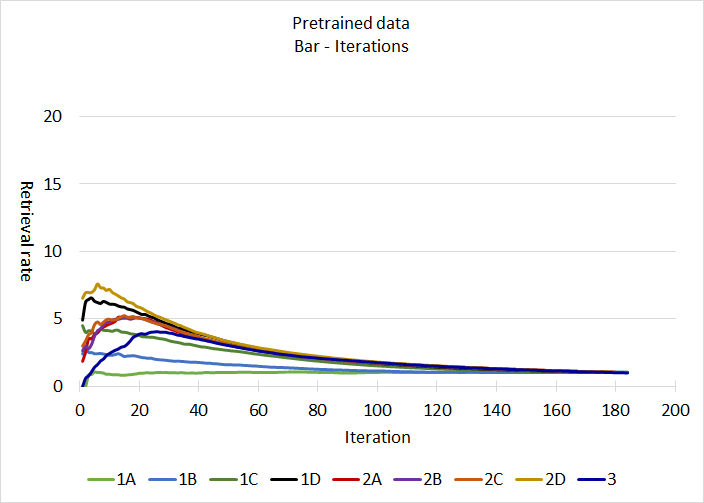 Pretrained data
Bar - Iterations
20
15
10
5
0
Retrieval rate
0 20 40 60 80 100 120 140 160 180 200
Iteration
1A 1B 1C 1D 2A 2B 2C 2D 3